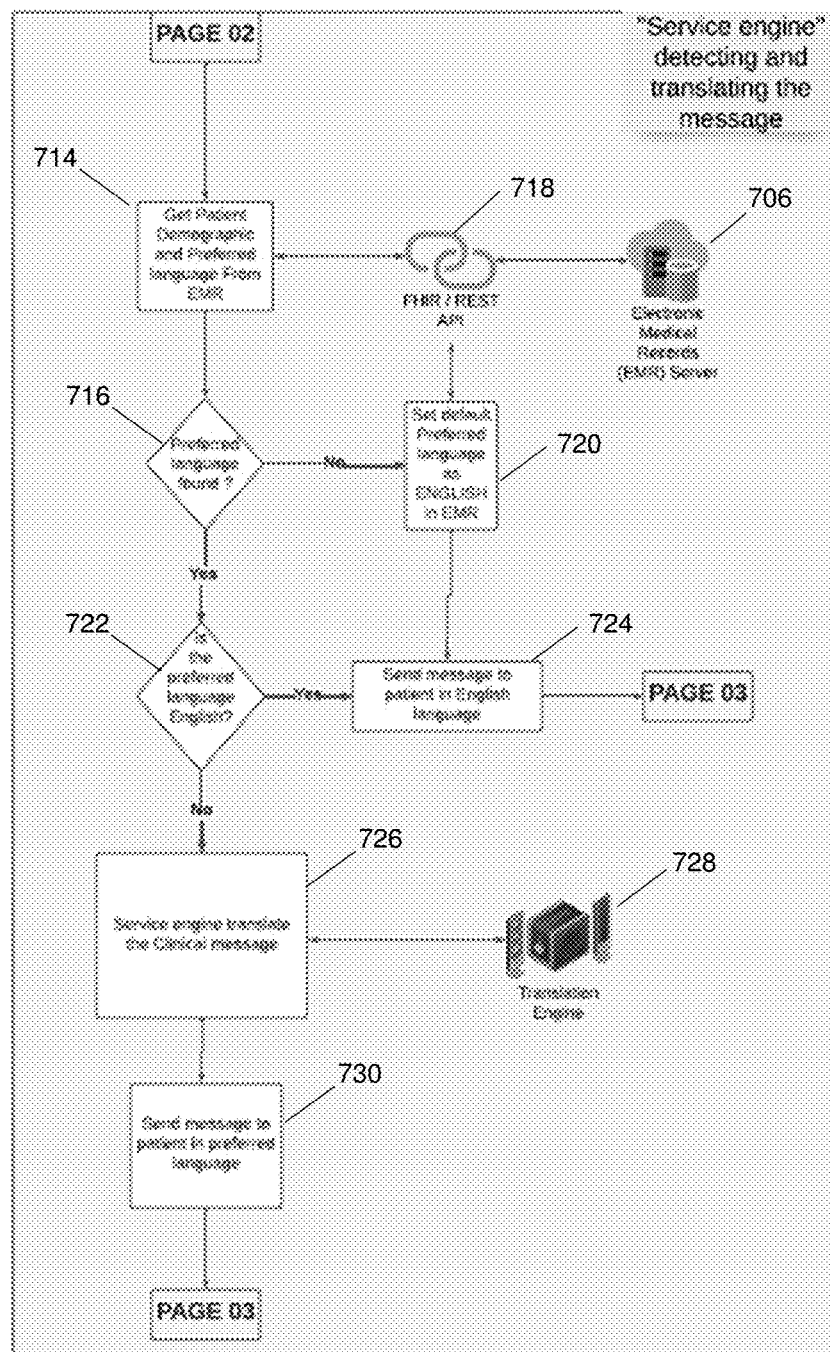 PAGE 02
"Service engine"
detecting and
translating the
message
714
Get Patient
Demographic
and Preferred
language From
EMR
718
FHIR / REST
API
706
Electronic
Medical
Records
(EMR) Server
716
Preferred
language
found ?
No
Set default
Preferred
language
as
ENGLISH
in EMR
720
Yes
722
Is
the
preferred
language
English?
Yes
724
Send message to
patient in English
language
PAGE 03
No
726
Service engine translate
the Clinical message
728
Translation
Engine
730
Send message to
patient in preferred
language
PAGE 03